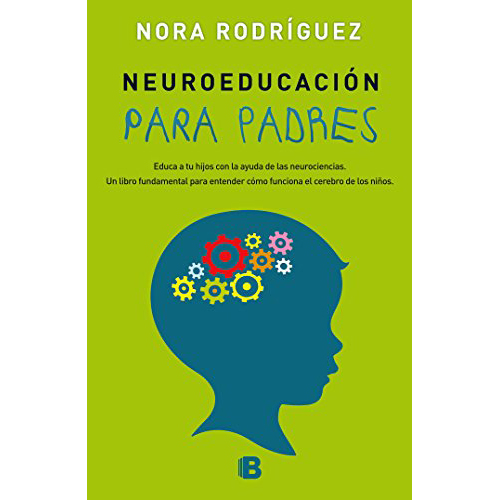 NORA RODRÍGUEZ
NEUROEDUCACIÓN
PARA PADRES
Educa a tu hijos con la ayuda de las neurociencias.
Un libro fundamental para entender cómo funciona el cerebro de los niños.
B